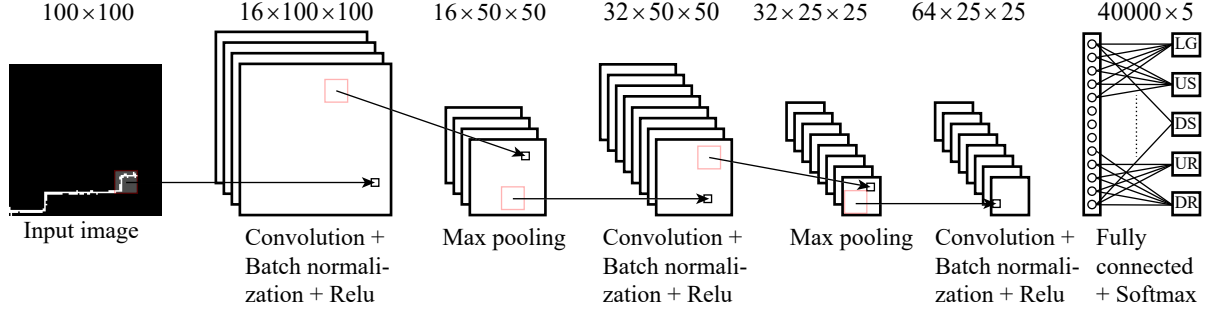 100×100
16×100×100
16×50×50
32×50×50
32×25×25
64×25×25
40000×5
LG
US
DS
UR
DR
Input image
Convolution +
Batch normali-
zation + Relu
Max pooling
Convolution +
Batch normali-
zation + Relu
Max pooling
Convolution +
Batch normali-
zation + Relu
Fully
connected
+ Softmax